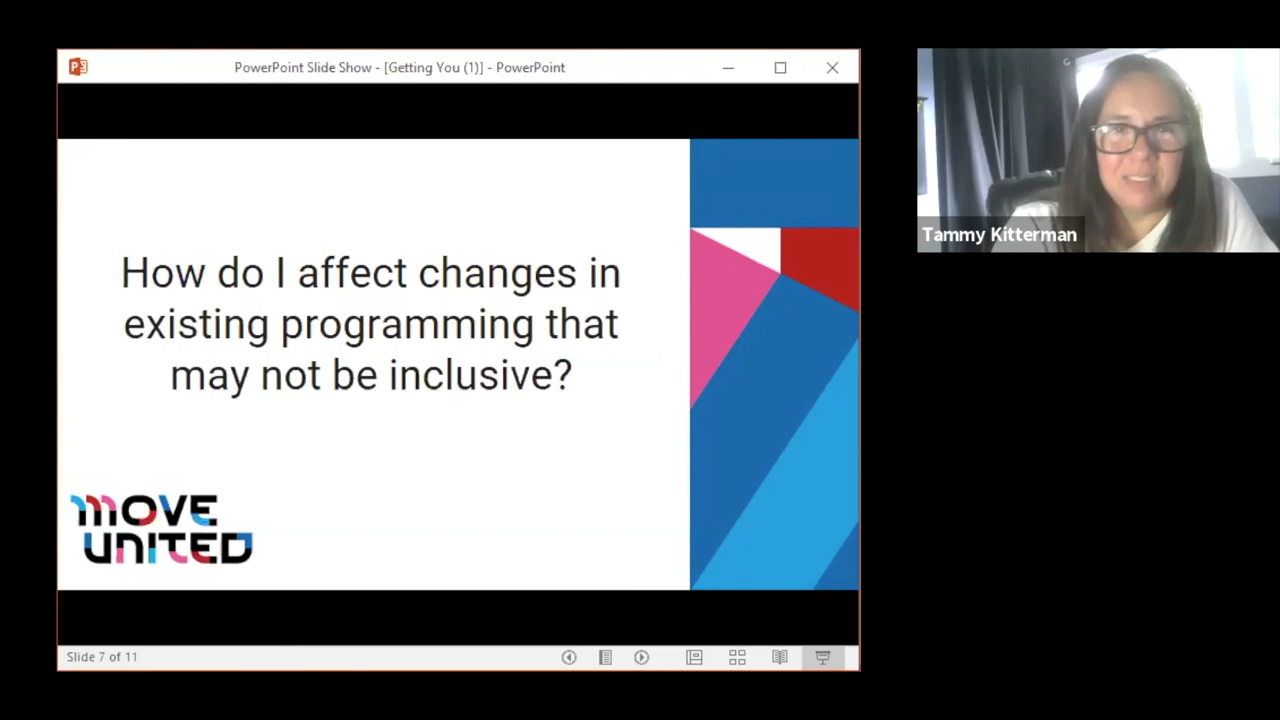 PowerPoint Slide Show - [Getting You (1)] - PowerPoint
How do I affect changes in
existing programming that
may not be inclusive?
MOVE
UNITED
Slide 7 of 11
Tammy Kitterman